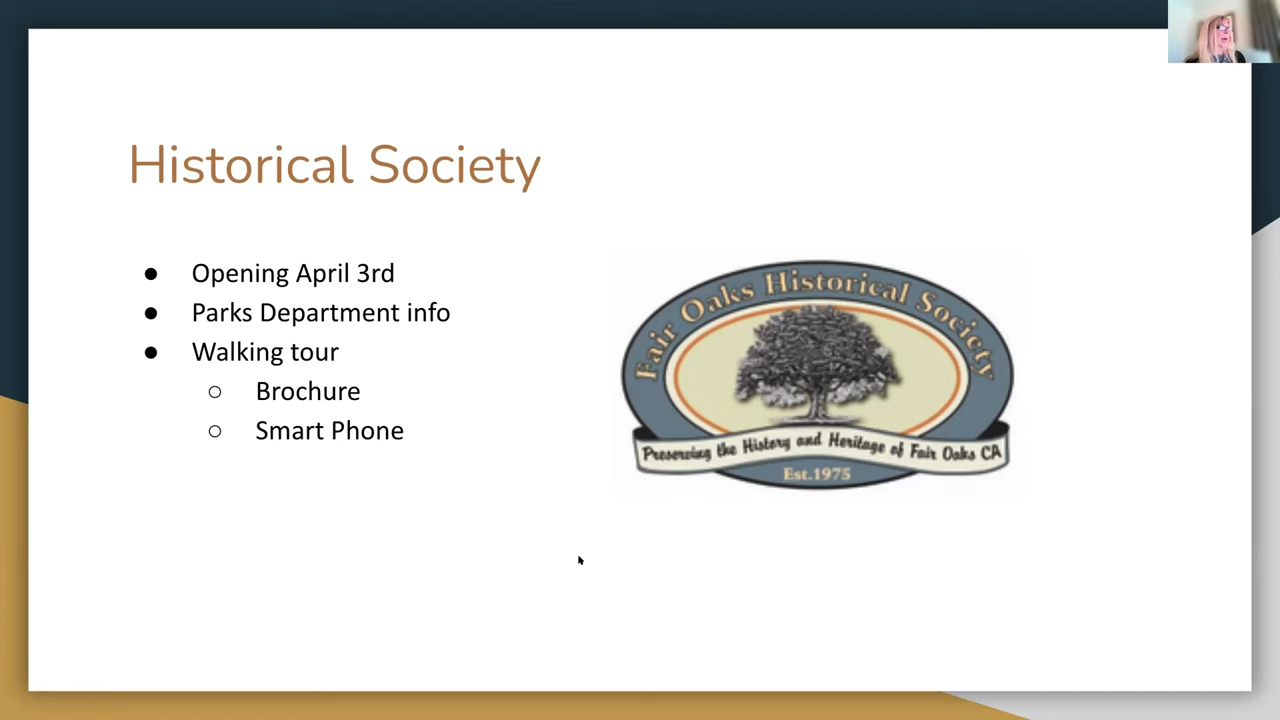 Historical Society
Opening April 3rd
Parks Department info
Walking tour
Brochure
Smart Phone
Fair Oaks Historical Society
Preserving the History and Heritage of Fair Oaks CA
Est.1975